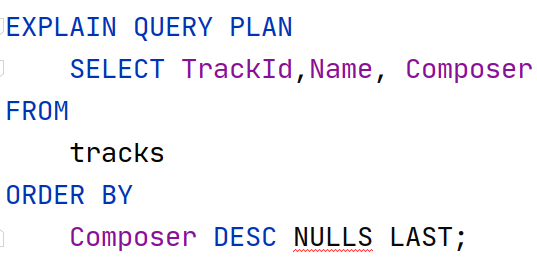 EXPLAIN QUERY PLAN
SELECT TrackId,Name, Composer
FROM
tracks
ORDER BY
Composer DESC NULLS LAST;